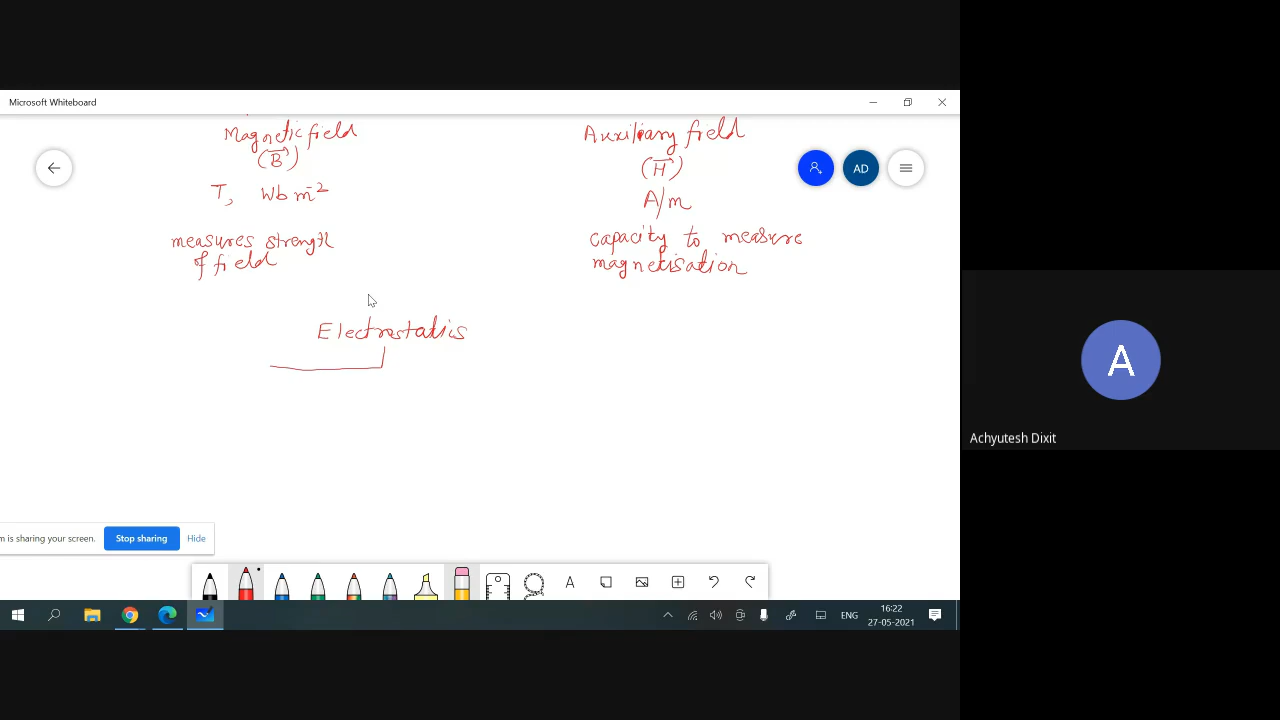 Microsoft Whiteboard
Magnetic field
(B⃗)
T, Wb m⁻²
measures strength
of field
Auxiliary field
(H⃗)
A/m
capacity to measure
magnetisation
AD
Electrostatics
A
Achyutesh Dixit
m is sharing your screen.
Stop sharing
Hide
A
ENG
16:22
27-05-2021